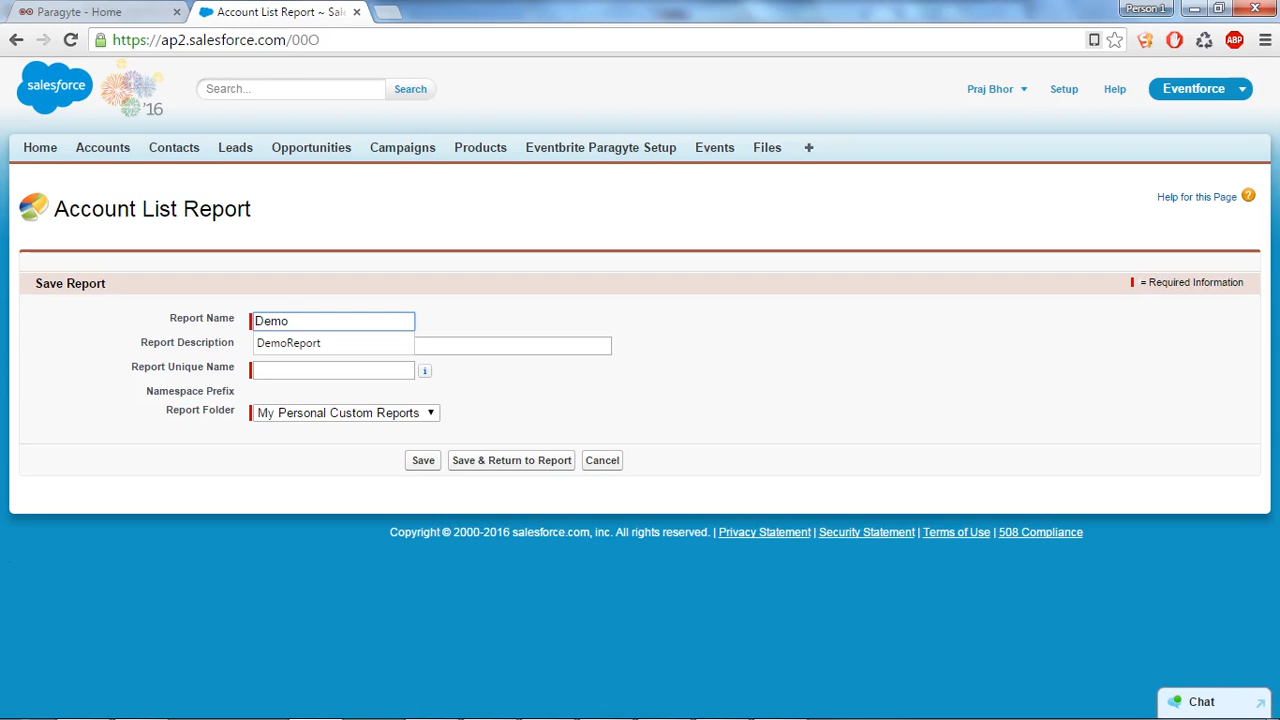 Paragyte - Home
Account List Report ~ Sal
Person 1
https://ap2.salesforce.com/00O
ABP
salesforce
'16
Search...
Search
Praj Bhor
Setup
Help
Eventforce
Home
Accounts
Contacts
Leads
Opportunities
Campaigns
Products
Eventbrite Paragyte Setup
Events
Files
+
Account List Report
Help for this Page ?
Save Report
= Required Information
Report Name
Demo
DemoReport
Report Description
Report Unique Name
i
Namespace Prefix
Report Folder
My Personal Custom Reports
Save
Save & Return to Report
Cancel
Copyright © 2000-2016 salesforce.com, inc. All rights reserved. | Privacy Statement | Security Statement | Terms of Use | 508 Compliance
Chat